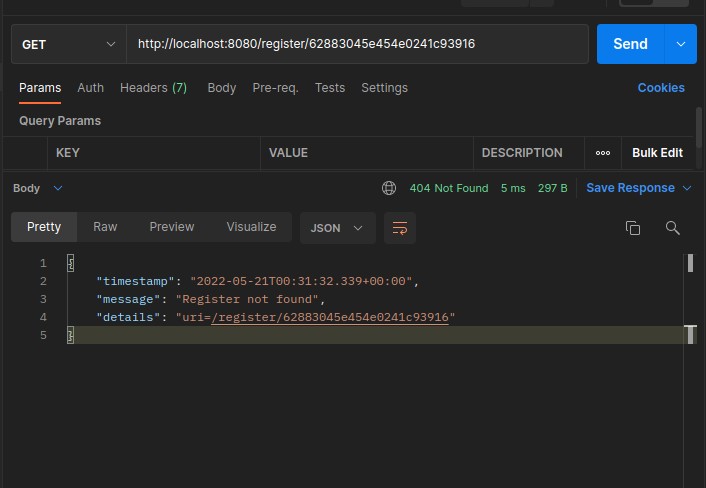 GET http://localhost:8080/register/62883045e454e0241c93916 Send
Params Auth Headers (7) Body Pre-req. Tests Settings Cookies
Query Params
KEY VALUE DESCRIPTION ooo Bulk Edit
Body 404 Not Found 5 ms 297 B Save Response
Pretty Raw Preview Visualize JSON
1 {
2 "timestamp": "2022-05-21T00:31:32.339+00:00",
3 "message": "Register not found",
4 "details": "uri=/register/62883045e454e0241c93916"
5 }